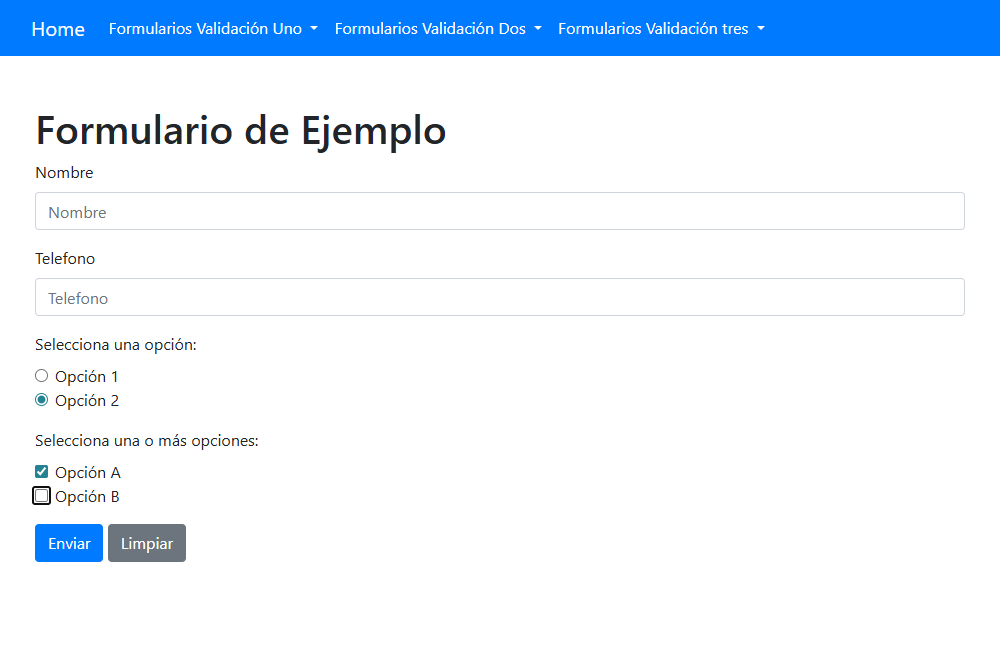 Home Formularios Validación Uno Formularios Validación Dos Formularios Validación tres
Formulario de Ejemplo
Nombre
Nombre
Telefono
Telefono
Selecciona una opción:
Opción 1
Opción 2
Selecciona una o más opciones:
Opción A
Opción B
Enviar Limpiar